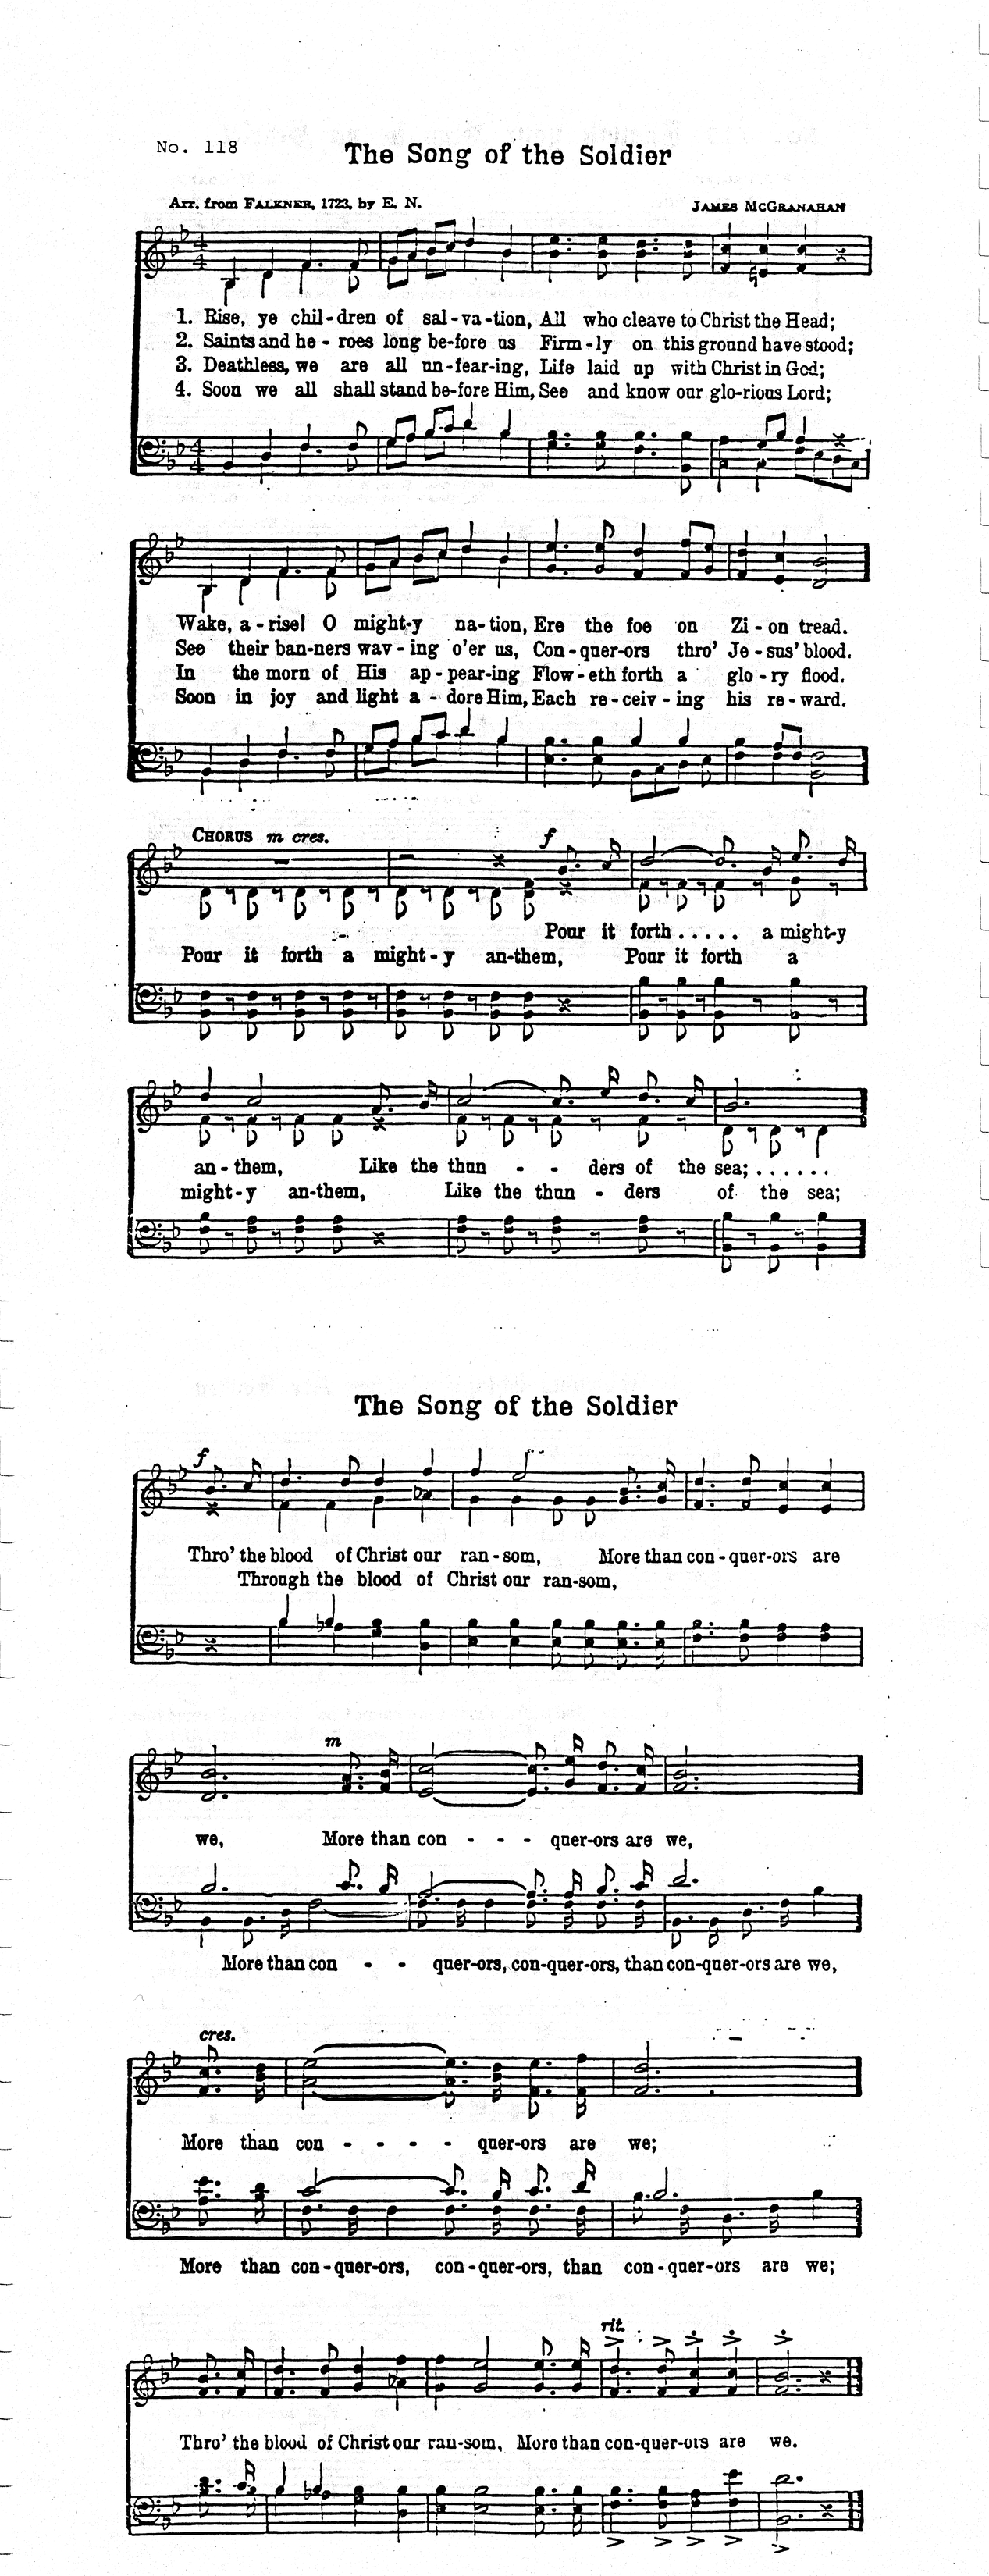 No. 118
The Song of the Soldier
Arr. from FALKNER, 1723, by E. N.
JAMES MCGRANAHAN
1. Rise, ye chil-dren of sal-va-tion, All who cleave to Christ the Head;
2. Saints and he-roes long be-fore us Firm-ly on this ground have stood;
3. Deathless, we are all un-fear-ing, Life laid up with Christ in God;
4. Soon we all shall stand be-fore Him, See and know our glo-rious Lord;
Wake, a-rise! O might-y na-tion, Ere the foe on Zi-on tread.
See their ban-ners wav-ing o'er us, Con-quer-ors thro' Je-sus' blood.
In the morn of His ap-pear-ing Flow-eth forth a glo-ry flood.
Soon in joy and light a-dore Him, Each re-ceiv-ing his re-ward.
CHORUS m cres.
f
Pour it forth..... a might-y
Pour it forth a might-y an-them, Pour it forth a
an-them, Like the thun - - ders of the sea;......
might-y an-them, Like the thun - ders of the sea;
The Song of the Soldier
f
Thro' the blood of Christ our ran-som, More than con-quer-ors are
Through the blood of Christ our ran-som,
m
we, More than con - - - quer-ors are we,
More than con - - quer-ors, con-quer-ors, than con-quer-ors are we,
cres.
More than con - - - - quer-ors are we;
More than con-quer-ors, con-quer-ors, than con-quer-ors are we;
rit.
Thro' the blood of Christ our ran-som, More than con-quer-ors are we.